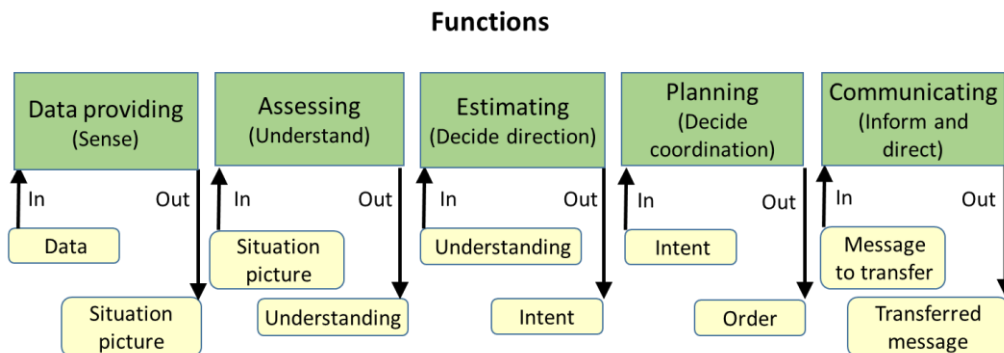 Functions
Data providing
(Sense)
Assessing
(Understand)
Estimating
(Decide direction)
Planning
(Decide
coordination)
Communicating
(Inform and
direct)
In
Out
In
Out
In
Out
In
Out
In
Out
Data
Situation
picture
Situation
picture
Understanding
Understanding
Intent
Intent
Order
Message
to transfer
Transferred
message